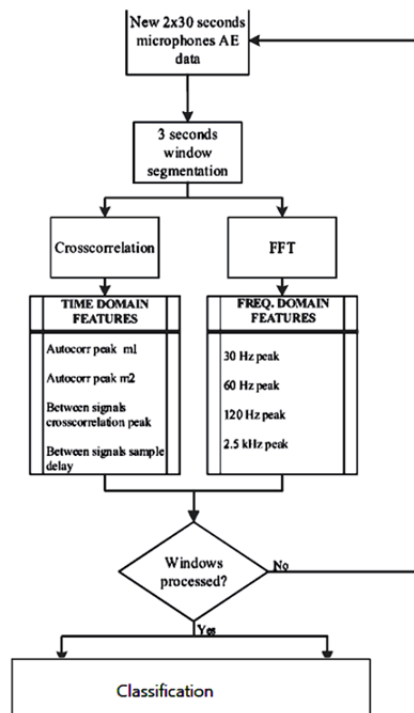 New 2x30 seconds
microphones AE
data
3 seconds
window
segmentation
Crosscorrelation
FFT
TIME DOMAIN
FEATURES
Autocorr peak m1
Autocorr peak m2
Between signals
crosscorrelation peak
Between signals sample
delay
FREQ. DOMAIN
FEATURES
30 Hz peak
60 Hz peak
120 Hz peak
2.5 kHz peak
Windows
processed?
No
Yes
Classification